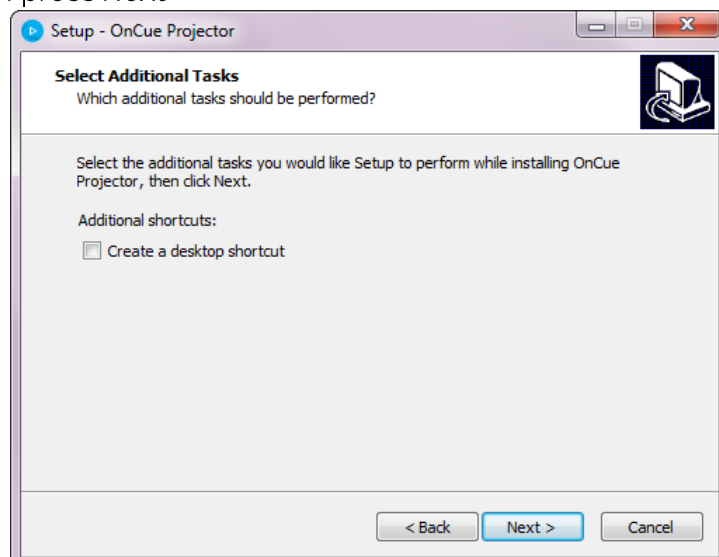 Setup - OnCue Projector
Select Additional Tasks
Which additional tasks should be performed?
Select the additional tasks you would like Setup to perform while installing OnCue
Projector, then click Next.
Additional shortcuts:
Create a desktop shortcut
< Back
Next >
Cancel